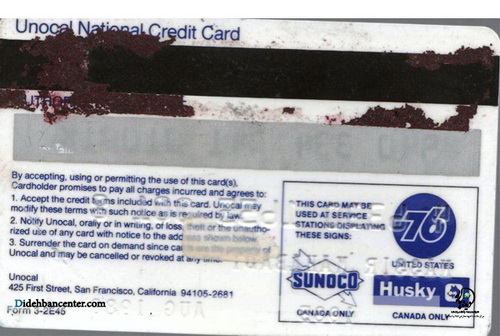 Unocal National Credit Card
By accepting, using or permitting the use of this card(s),
Cardholder promises to pay all charges incurred and agrees to:
1. Accept the credit terms included with this card. Unocal may
modify these terms with such notice as is required by law.
2. Notify Unocal, orally or in writing, of loss, theft or the unautho-
rized use of any card with notice to the address shown below.
3. Surrender the card on demand since card
Unocal and may be cancelled or revoked at any time.
Unocal
425 First Street, San Francisco, California 94105-2681
Didehbancenter.com
Form 3-2E45
THIS CARD MAY BE
USED AT SERVICE
STATIONS DISPLAYING
THESE SIGNS:
76
UNITED STATES
SUNOCO
CANADA ONLY
Husky
CANADA ONLY